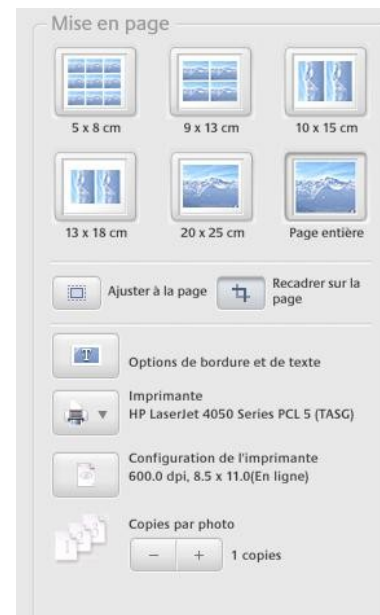 Mise en page
5 x 8 cm
9 x 13 cm
10 x 15 cm
13 x 18 cm
20 x 25 cm
Page entière
Ajuster à la page
Recadrer sur la
page
T
Options de bordure et de texte
Imprimante
HP LaserJet 4050 Series PCL 5 (TASG)
Configuration de l'imprimante
600.0 dpi, 8.5 x 11.0(En ligne)
1 2 3
Copies par photo
− + 1 copies